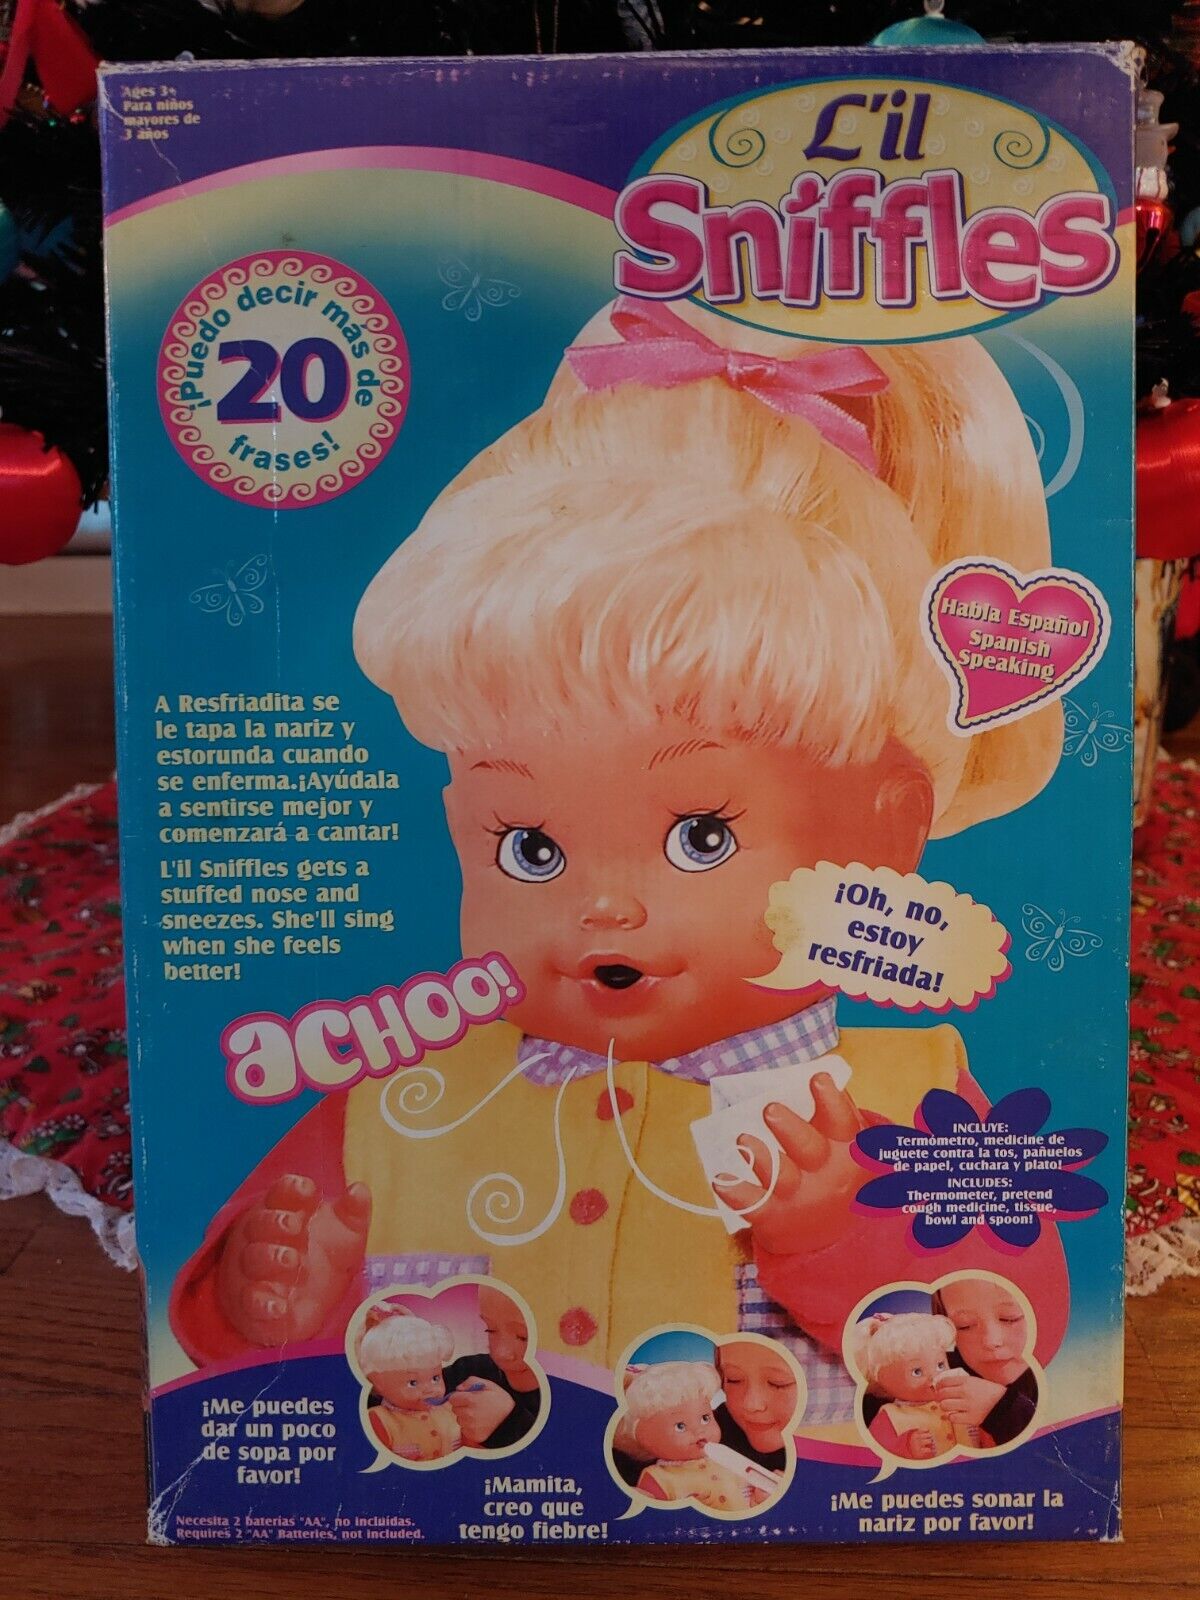 Ages 3+
Para niños
mayores de
3 años
L'il
Sniffles
¡Puedo decir más de
20
frases!
Habla Español
Spanish
Speaking
A Resfriadita se
le tapa la nariz y
estorunda cuando
se enferma.¡Ayúdala
a sentirse mejor y
comenzará a cantar!
L'il Sniffles gets a
stuffed nose and
sneezes. She'll sing
when she feels
better!
¡Oh, no,
estoy
resfriada!
ACHOO!
INCLUYE:
Termómetro, medicine de
juguete contra la tos, pañuelos
de papel, cuchara y plato!
INCLUDES:
Thermometer, pretend
cough medicine, tissue,
bowl and spoon!
¡Me puedes
dar un poco
de sopa por
favor!
¡Mamita,
creo que
tengo fiebre!
¡Me puedes sonar la
nariz por favor!
Necesita 2 baterías "AA", no incluídas.
Requires 2 "AA" Batteries, not included.